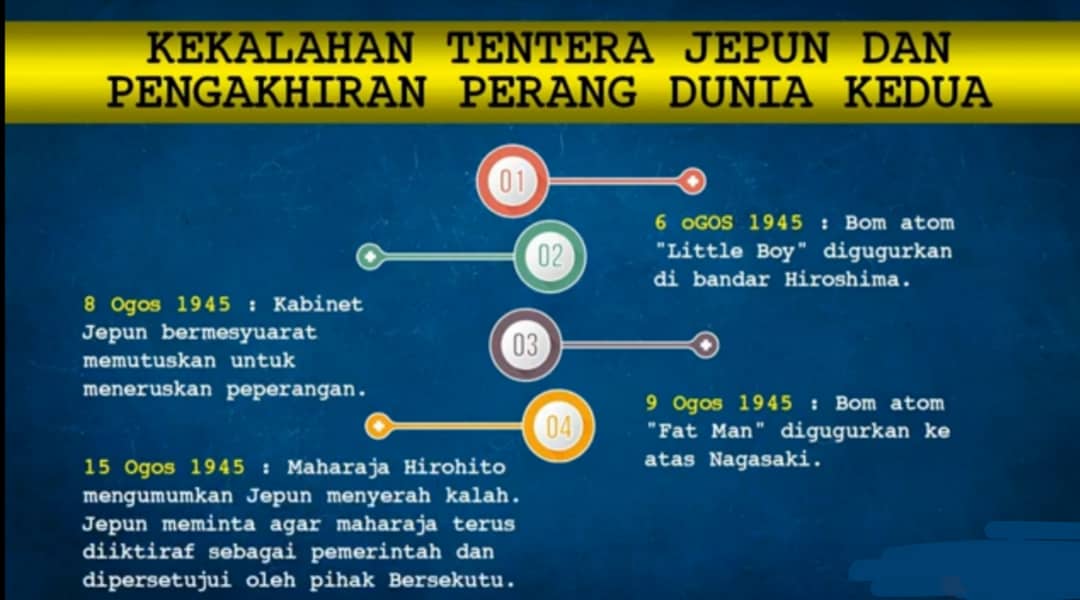 KEKALAHAN TENTERA JEPUN DAN
PENGAKHIRAN PERANG DUNIA KEDUA
01
6 oGOS 1945 : Bom atom
"Little Boy" digugurkan
di bandar Hiroshima.
02
8 Ogos 1945 : Kabinet
Jepun bermesyuarat
memutuskan untuk
meneruskan peperangan.
03
9 Ogos 1945 : Bom atom
"Fat Man" digugurkan ke
atas Nagasaki.
04
15 Ogos 1945 : Maharaja Hirohito
mengumumkan Jepun menyerah kalah.
Jepun meminta agar maharaja terus
diiktiraf sebagai pemerintah dan
dipersetujui oleh pihak Bersekutu.